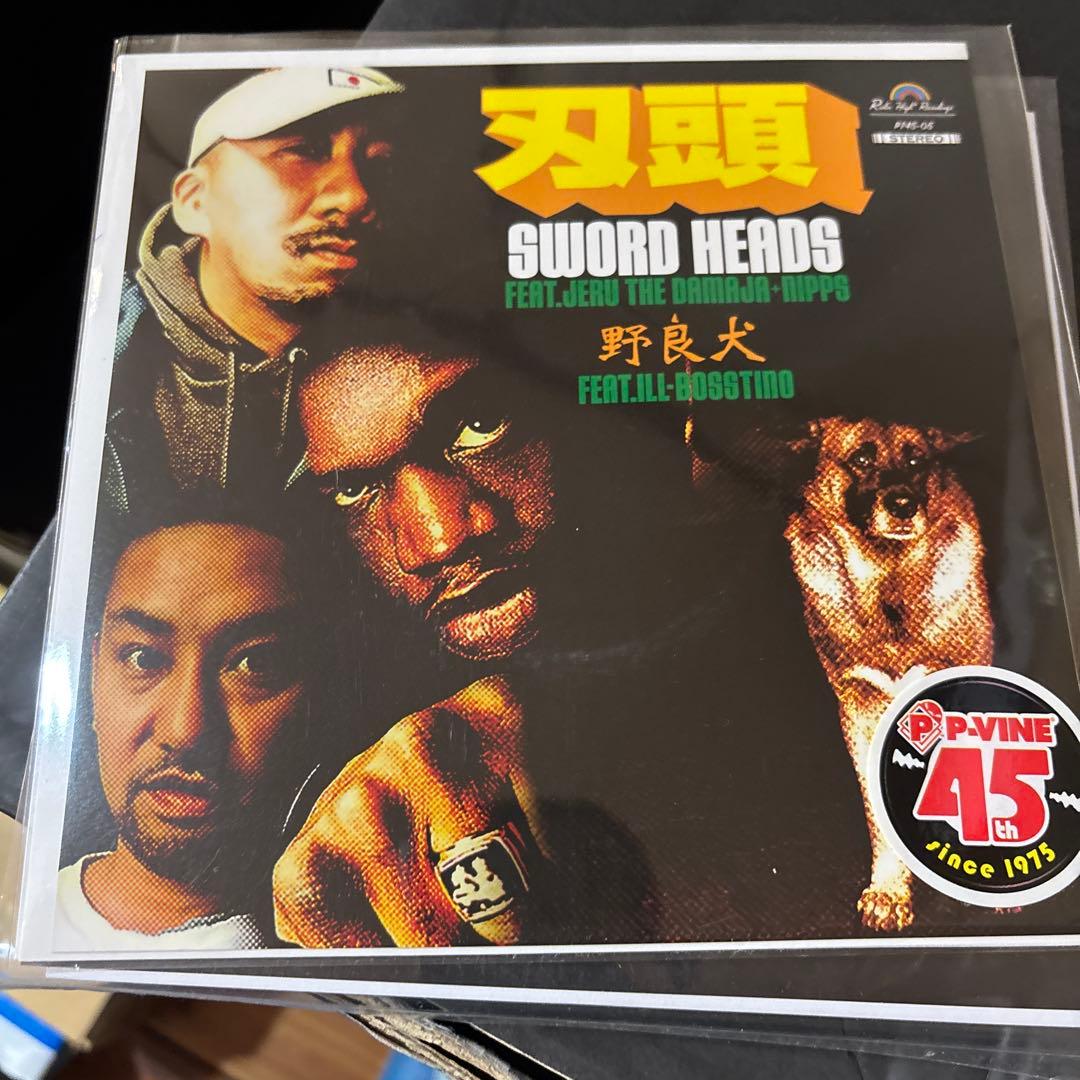 刃頭
SWORD HEADS
FEAT.JERU THE DAMAJA+NIPPS
野良犬
FEAT.ILL-BOSSTINO
STEREO
P-VINE
45th
since 1975